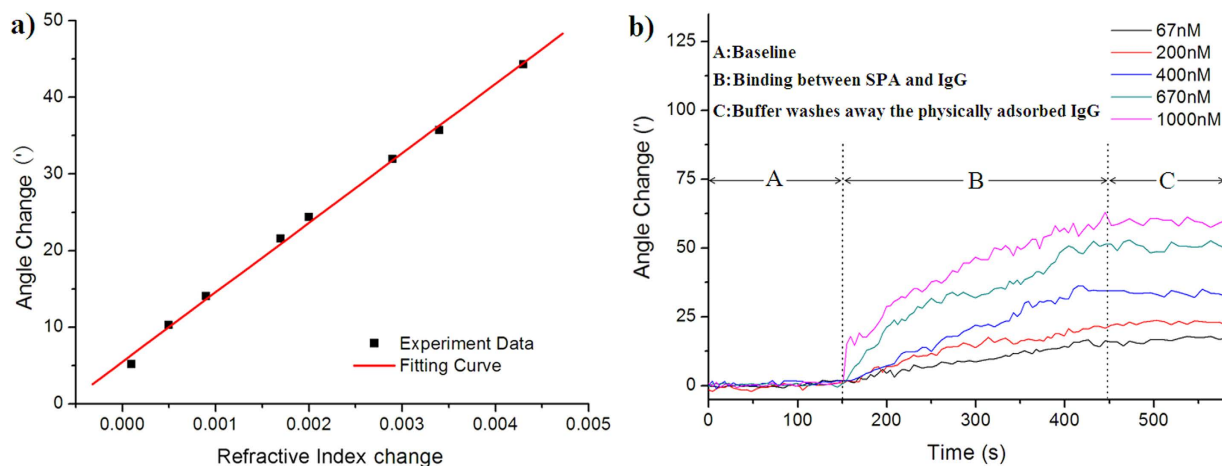 a)
50
40
30
20
10
0
Angle Change (')
0.000
0.001
0.002
0.003
0.004
0.005
Refractive Index change
Experiment Data
Fitting Curve
b)
125
100
75
50
25
0
Angle Change (')
A:Baseline
B:Binding between SPA and IgG
C:Buffer washes away the physically adsorbed IgG
67nM
200nM
400nM
670nM
1000nM
A
B
C
0
100
200
300
400
500
Time (s)